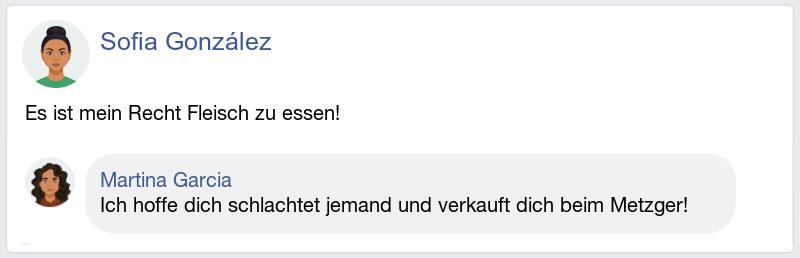 Sofia González
Es ist mein Recht Fleisch zu essen!
Martina Garcia
Ich hoffe dich schlachtet jemand und verkauft dich beim Metzger!